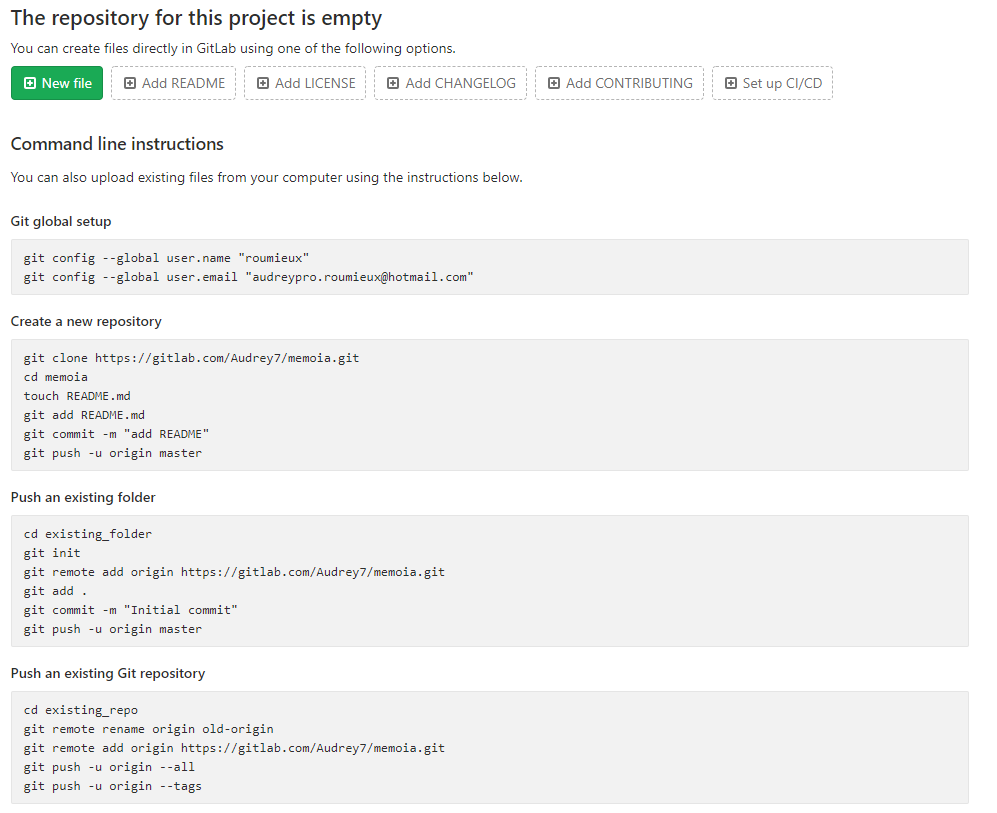 The repository for this project is empty
You can create files directly in GitLab using one of the following options.
New file Add README Add LICENSE Add CHANGELOG Add CONTRIBUTING Set up CI/CD
Command line instructions
You can also upload existing files from your computer using the instructions below.
Git global setup
git config --global user.name "roumieux"
git config --global user.email "audreypro.roumieux@hotmail.com"
Create a new repository
git clone https://gitlab.com/Audrey7/memoia.git
cd memoia
touch README.md
git add README.md
git commit -m "add README"
git push -u origin master
Push an existing folder
cd existing_folder
git init
git remote add origin https://gitlab.com/Audrey7/memoia.git
git add .
git commit -m "Initial commit"
git push -u origin master
Push an existing Git repository
cd existing_repo
git remote rename origin old-origin
git remote add origin https://gitlab.com/Audrey7/memoia.git
git push -u origin --all
git push -u origin --tags